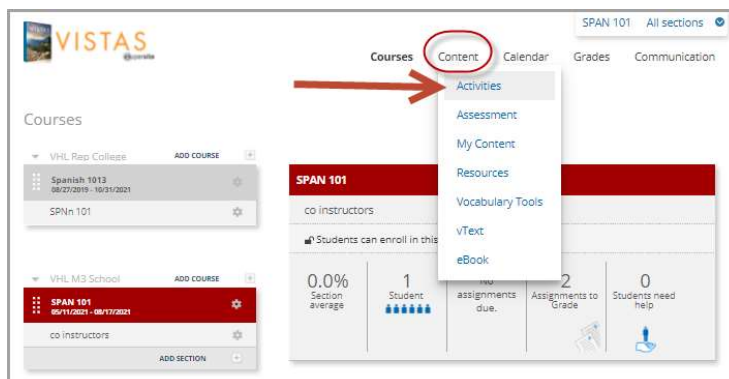 SPAN 101 All sections
VISTAS
Courses Content Calendar Grades Communication
Activities
Assessment
My Content
Resources
Vocabulary Tools
vText
eBook
Courses
VHL Rep College ADD COURSE
Spanish 1013
08/27/2019 - 10/31/2021
SPNn 101
VHL M3 School ADD COURSE
SPAN 101
05/11/2021 - 08/17/2021
co instructors
ADD SECTION
SPAN 101
co instructors
Students can enroll in this
0.0%
Section
average
1
Student
No
assignments
due.
2
Assignments to
Grade
0
Students need
help